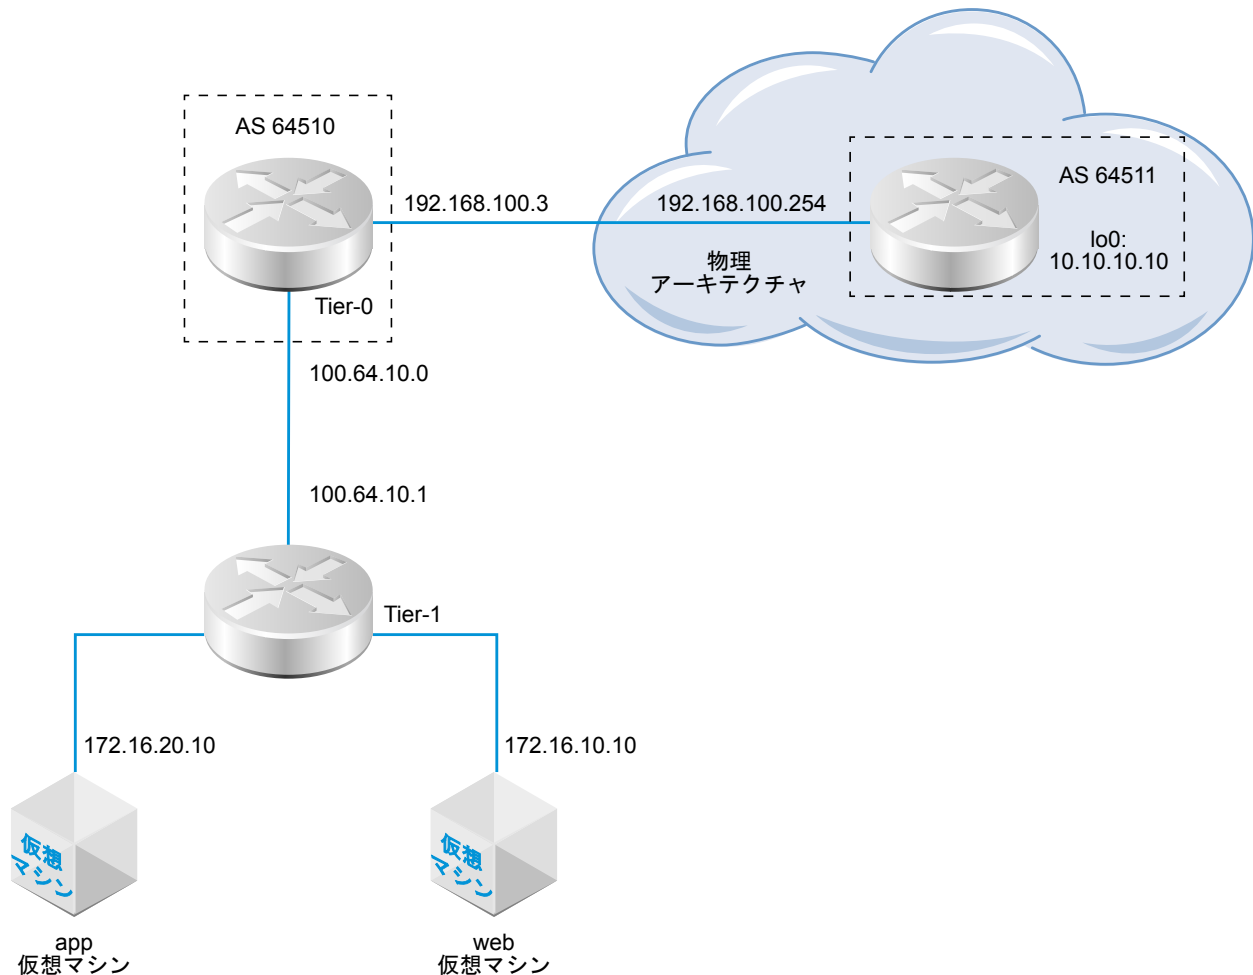 AS 64510
192.168.100.3
192.168.100.254
AS 64511
lo0:
10.10.10.10
物理
アーキテクチャ
Tier-0
100.64.10.0
100.64.10.1
Tier-1
172.16.20.10
172.16.10.10
仮想
マシン
仮想
マシン
app
仮想マシン
web
仮想マシン